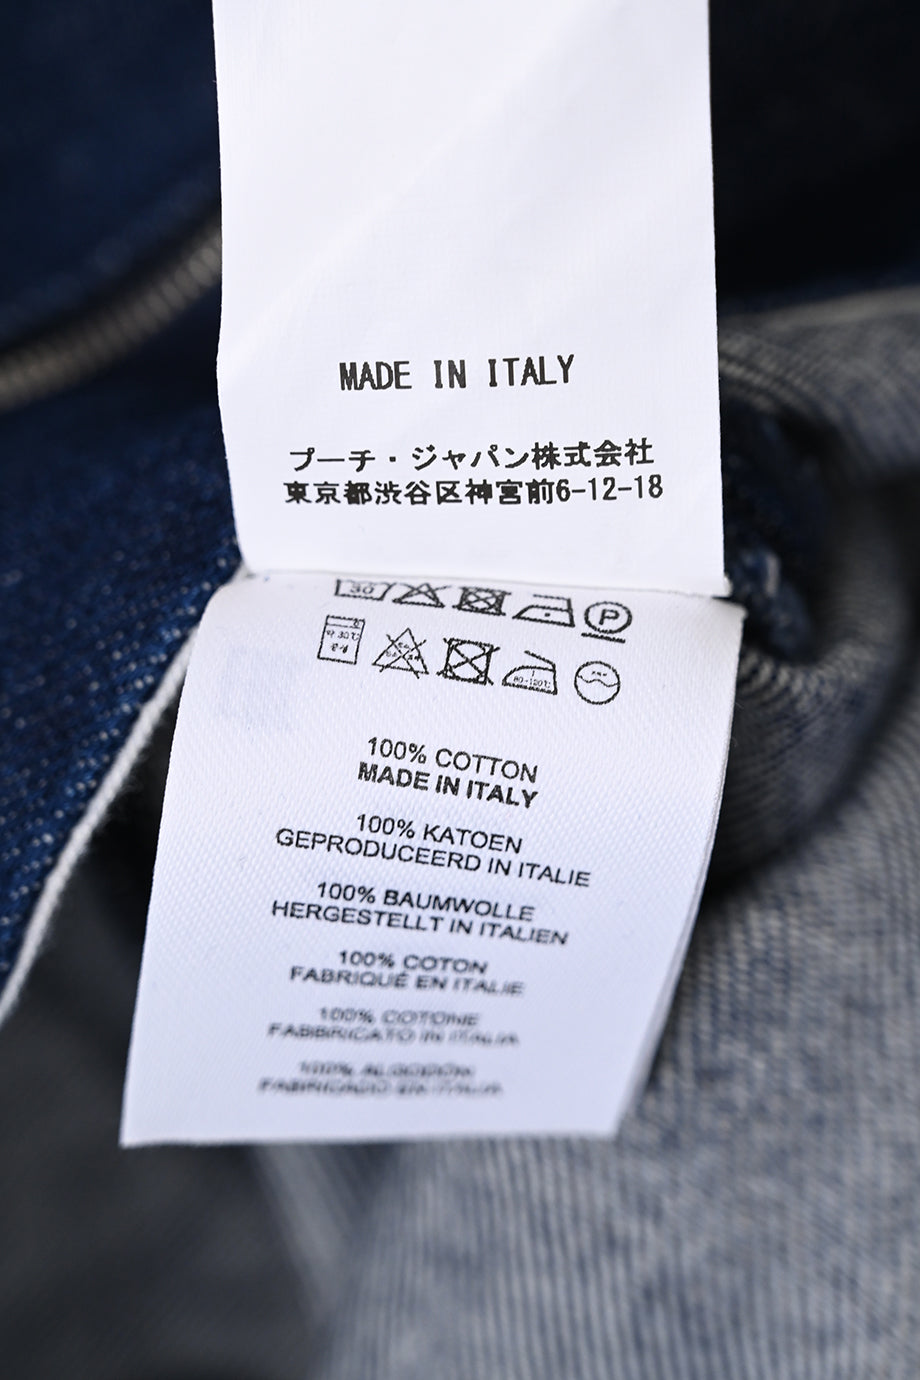 MADE IN ITALY
プーチ・ジャパン株式会社
東京都渋谷区神宮前6-12-18
30 P
100% COTTON
MADE IN ITALY
100% KATOEN
GEPRODUCEERD IN ITALIE
100% BAUMWOLLE
HERGESTELLT IN ITALIEN
100% COTON
FABRIQUÉ EN ITALIE
100% COTONE
FABBRICATO IN ITALIA
100% ALGODÓN
FABRICADO EN ITALIA